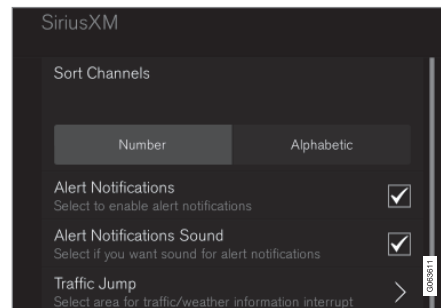 SiriusXM
Sort Channels
Number Alphabetic
Alert Notifications
Select to enable alert notifications
Alert Notifications Sound
Select if you want sound for alert notifications
Traffic Jump
Select area for traffic/weather information interrupt
G063611